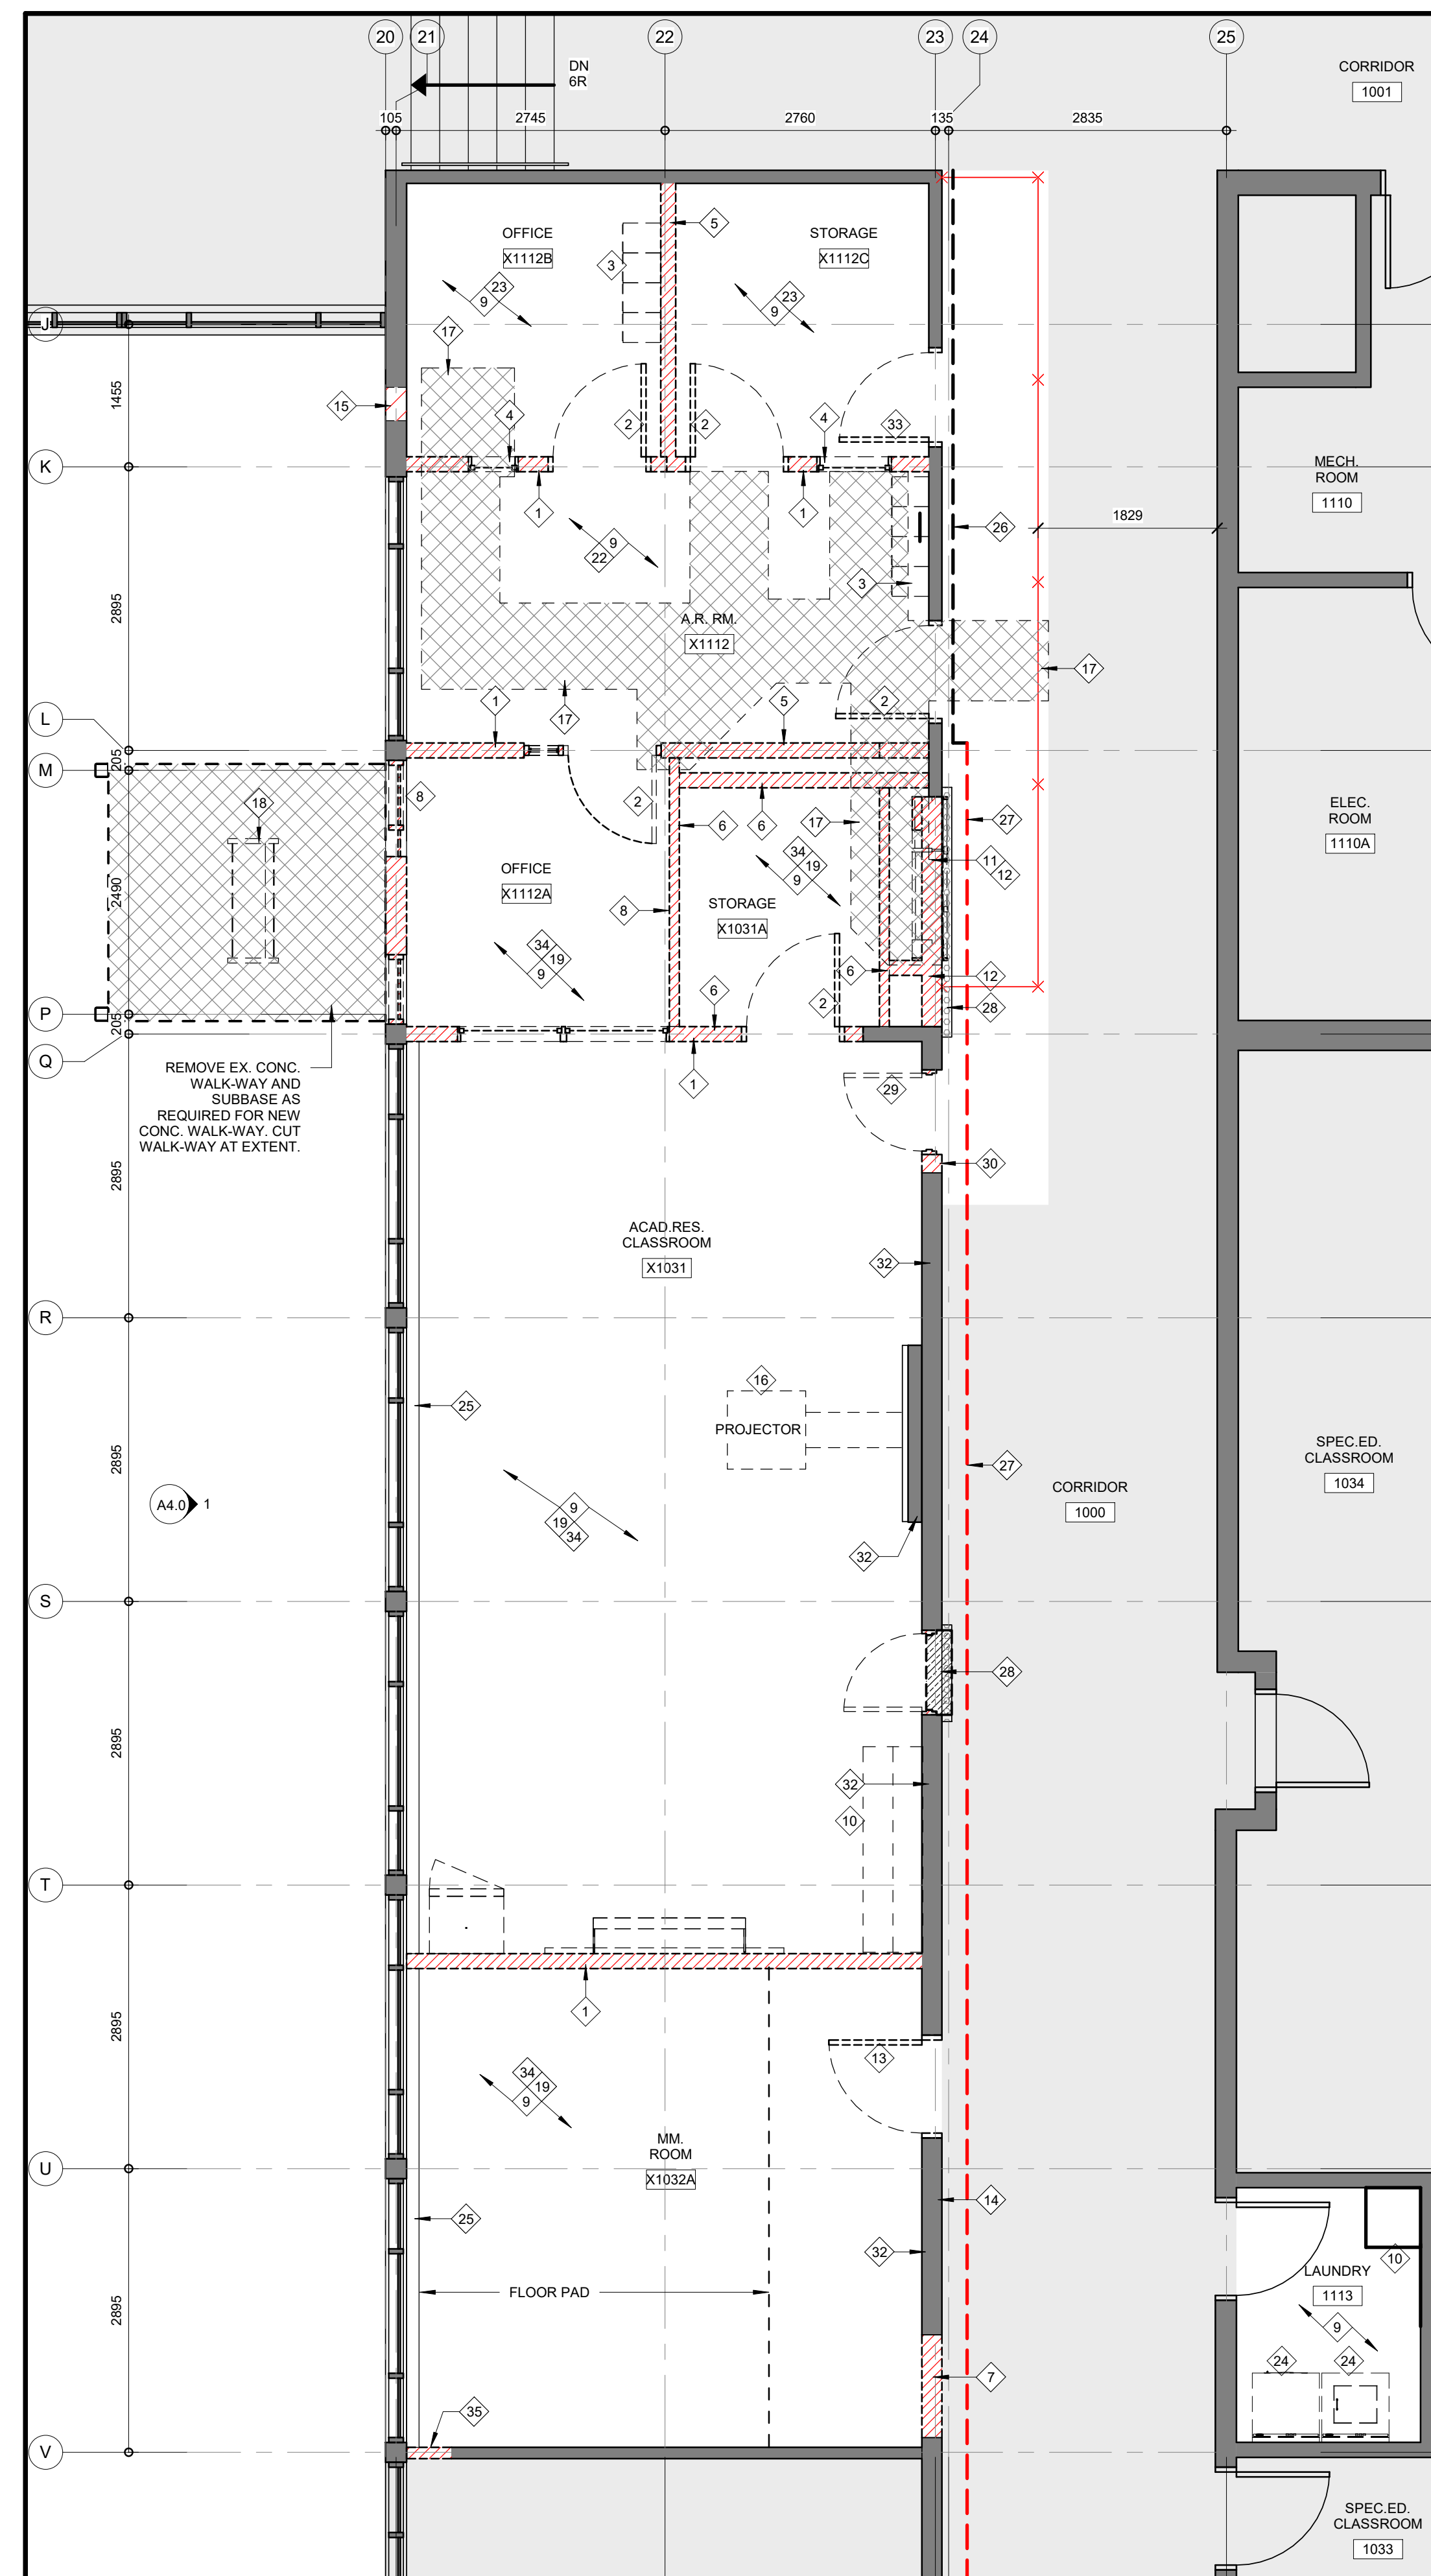 20
21
22
23
24
25
DN
6R
CORRIDOR
1001
105
2745
2760
135
2835
OFFICE
X1112B
STORAGE
X1112C
5
3
23
9
23
9
J
17
1455
15
4
2
2
4
33
K
MECH.
ROOM
1110
1
1
26
1829
9
22
3
2895
A.R. RM.
X1112
17
1
17
5
2
L
205
M
8
18
2
6
6
17
27
ELEC.
ROOM
1110A
34
19
9
11
12
OFFICE
X1112A
2490
8
STORAGE
X1031A
34
19
9
6
6
2
12
28
P
205
Q
REMOVE EX. CONC.
WALK-WAY AND
SUBBASE AS
REQUIRED FOR NEW
CONC. WALK-WAY. CUT
WALK-WAY AT EXTENT.
1
29
30
2895
ACAD.RES.
CLASSROOM
X1031
32
R
16
25
PROJECTOR
2895
SPEC.ED.
CLASSROOM
1034
27
CORRIDOR
1000
A4.0
1
9
19
34
32
S
28
2895
32
10
T
1
2895
13
34
19
9
MM.
ROOM
X1032A
U
14
25
32
10
LAUNDRY
1113
FLOOR PAD
2895
9
24
24
7
35
V
SPEC.ED.
CLASSROOM
1033